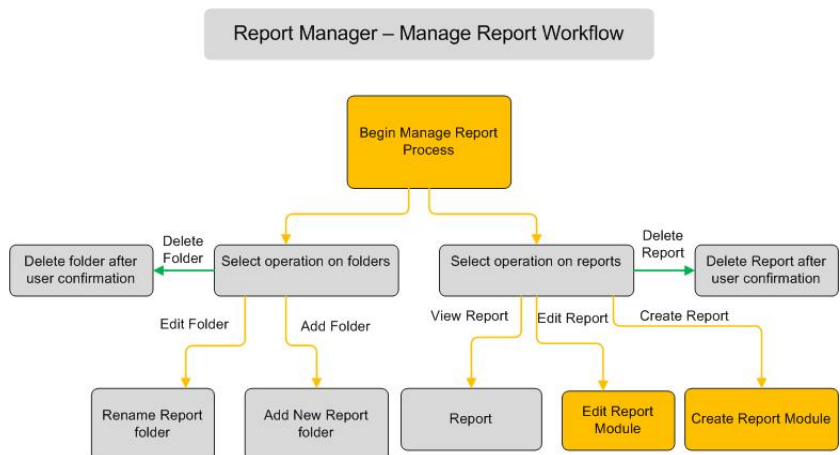 Report Manager – Manage Report Workflow
Begin Manage Report
Process
Delete folder after
user confirmation
Delete
Folder
Select operation on folders
Select operation on reports
Delete
Report
Delete Report after
user confirmation
Edit Folder
Add Folder
View Report
Edit Report
Create Report
Rename Report
folder
Add New Report
folder
Report
Edit Report
Module
Create Report Module